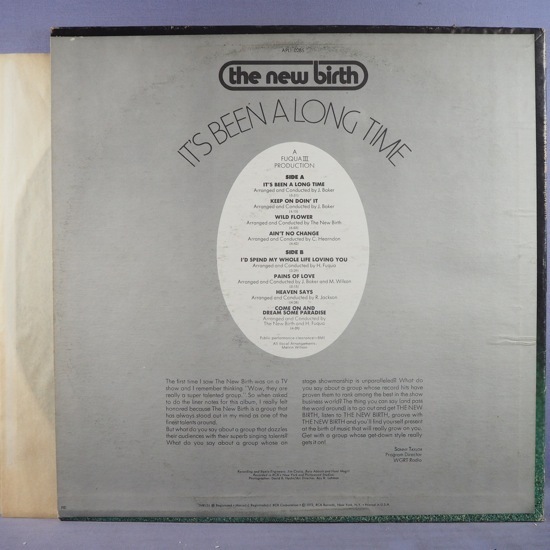 APL1-0285
the new birth
IT'S BEEN A LONG TIME
A
FUQUA III
PRODUCTION
SIDE A
IT'S BEEN A LONG TIME
Arranged and Conducted by J. Baker
KEEP ON DOIN' IT
Arranged and Conducted by J. Baker
WILD FLOWER
Arranged and Conducted by The New Birth
AIN'T NO CHANGE
Arranged and Conducted by C. Hearndon
SIDE B
I'D SPEND MY WHOLE LIFE LOVING YOU
Arranged and Conducted by H. Fuqua
PAINS OF LOVE
Arranged and Conducted by J. Baker and M. Wilson
HEAVEN SAYS
Arranged and Conducted by R. Jackson
COME ON AND
DREAM SOME PARADISE
Arranged and Conducted by
The New Birth and H. Fuqua
All Vocal Arrangements:
The first time I saw The New Birth was on a TV
show and I remember thinking, "Wow, they are
really a super talented group." So when asked
to do the liner notes for this album, I really felt
honored because The New Birth is a group that
has always stood out in my mind as one of the
finest talents around.
But what do you say about a group that dazzles
their audiences with their superb singing talent?
What do you say about a group whose on
stage showmanship is unparalleled? What do
you say about a group whose record hits have
proven them to rank among the best in the show
business world? The thing you can say (and pass
the word around) is to go out and get THE NEW
BIRTH, listen to THE NEW BIRTH, groove with
THE NEW BIRTH and you'll find yourself present
at the birth of music that will really grow on you.
Get with a group whose get-down style really
gets it on!
Program Director
WGRT Radio